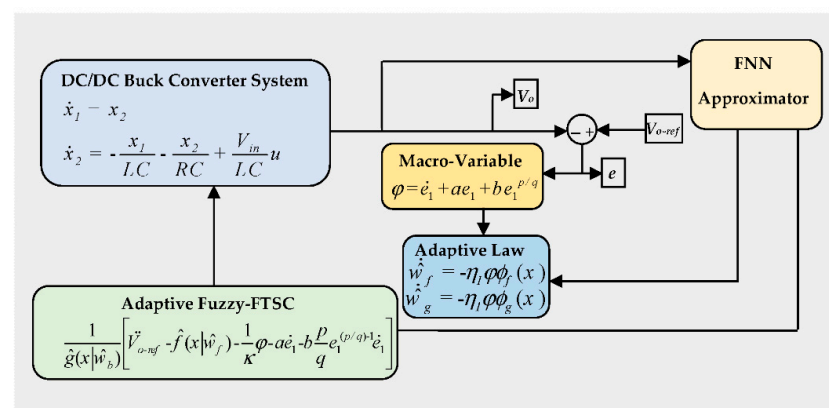 DC/DC Buck Converter System
ẋ₁ − x₂
ẋ₂ = -x₁/LC - x₂/RC + V_in/LC u
V_o
− +
V_o-ref
e
FNN
Approximator
Macro-Variable
φ = ė₁ + ae₁ + be₁^p/q
Adaptive Law
ŵ̇_f = -η_lφϕ_f(x)
ŵ̇_g = -η_lφϕ_g(x)
Adaptive Fuzzy-FTSC
1/ĝ(x|ŵ_b)[V̈_o-ref -f̂(x|ŵ_f)-1/κ φ-aė₁-b p/q e₁^(p/q)-1 ė₁]